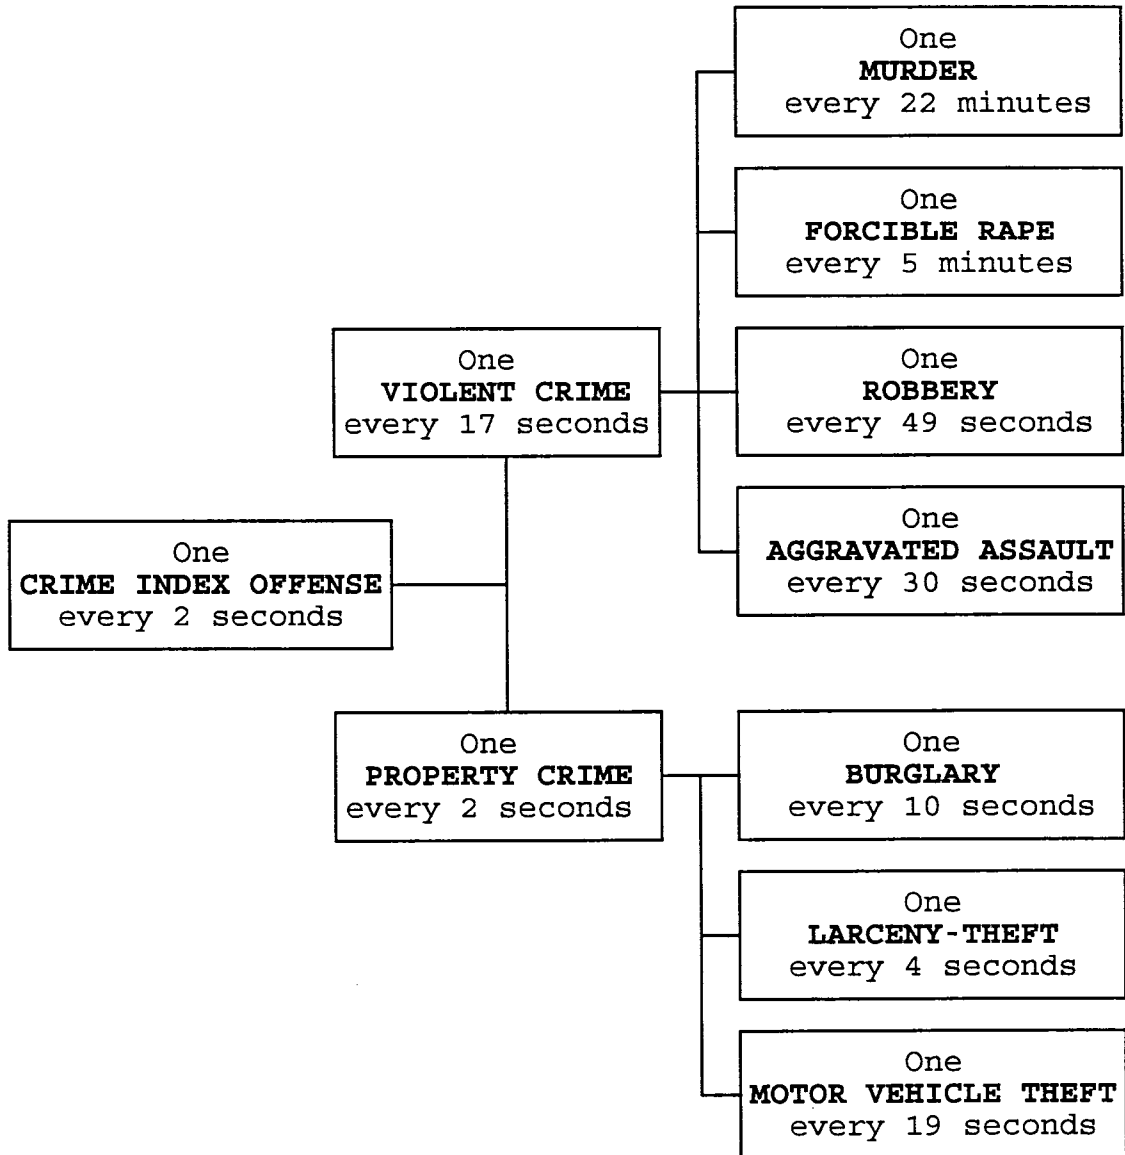 One
MURDER
every 22 minutes
One
FORCIBLE RAPE
every 5 minutes
One
VIOLENT CRIME
every 17 seconds
One
ROBBERY
every 49 seconds
One
AGGRAVATED ASSAULT
every 30 seconds
One
CRIME INDEX OFFENSE
every 2 seconds
One
PROPERTY CRIME
every 2 seconds
One
BURGLARY
every 10 seconds
One
LARCENY-THEFT
every 4 seconds
One
MOTOR VEHICLE THEFT
every 19 seconds